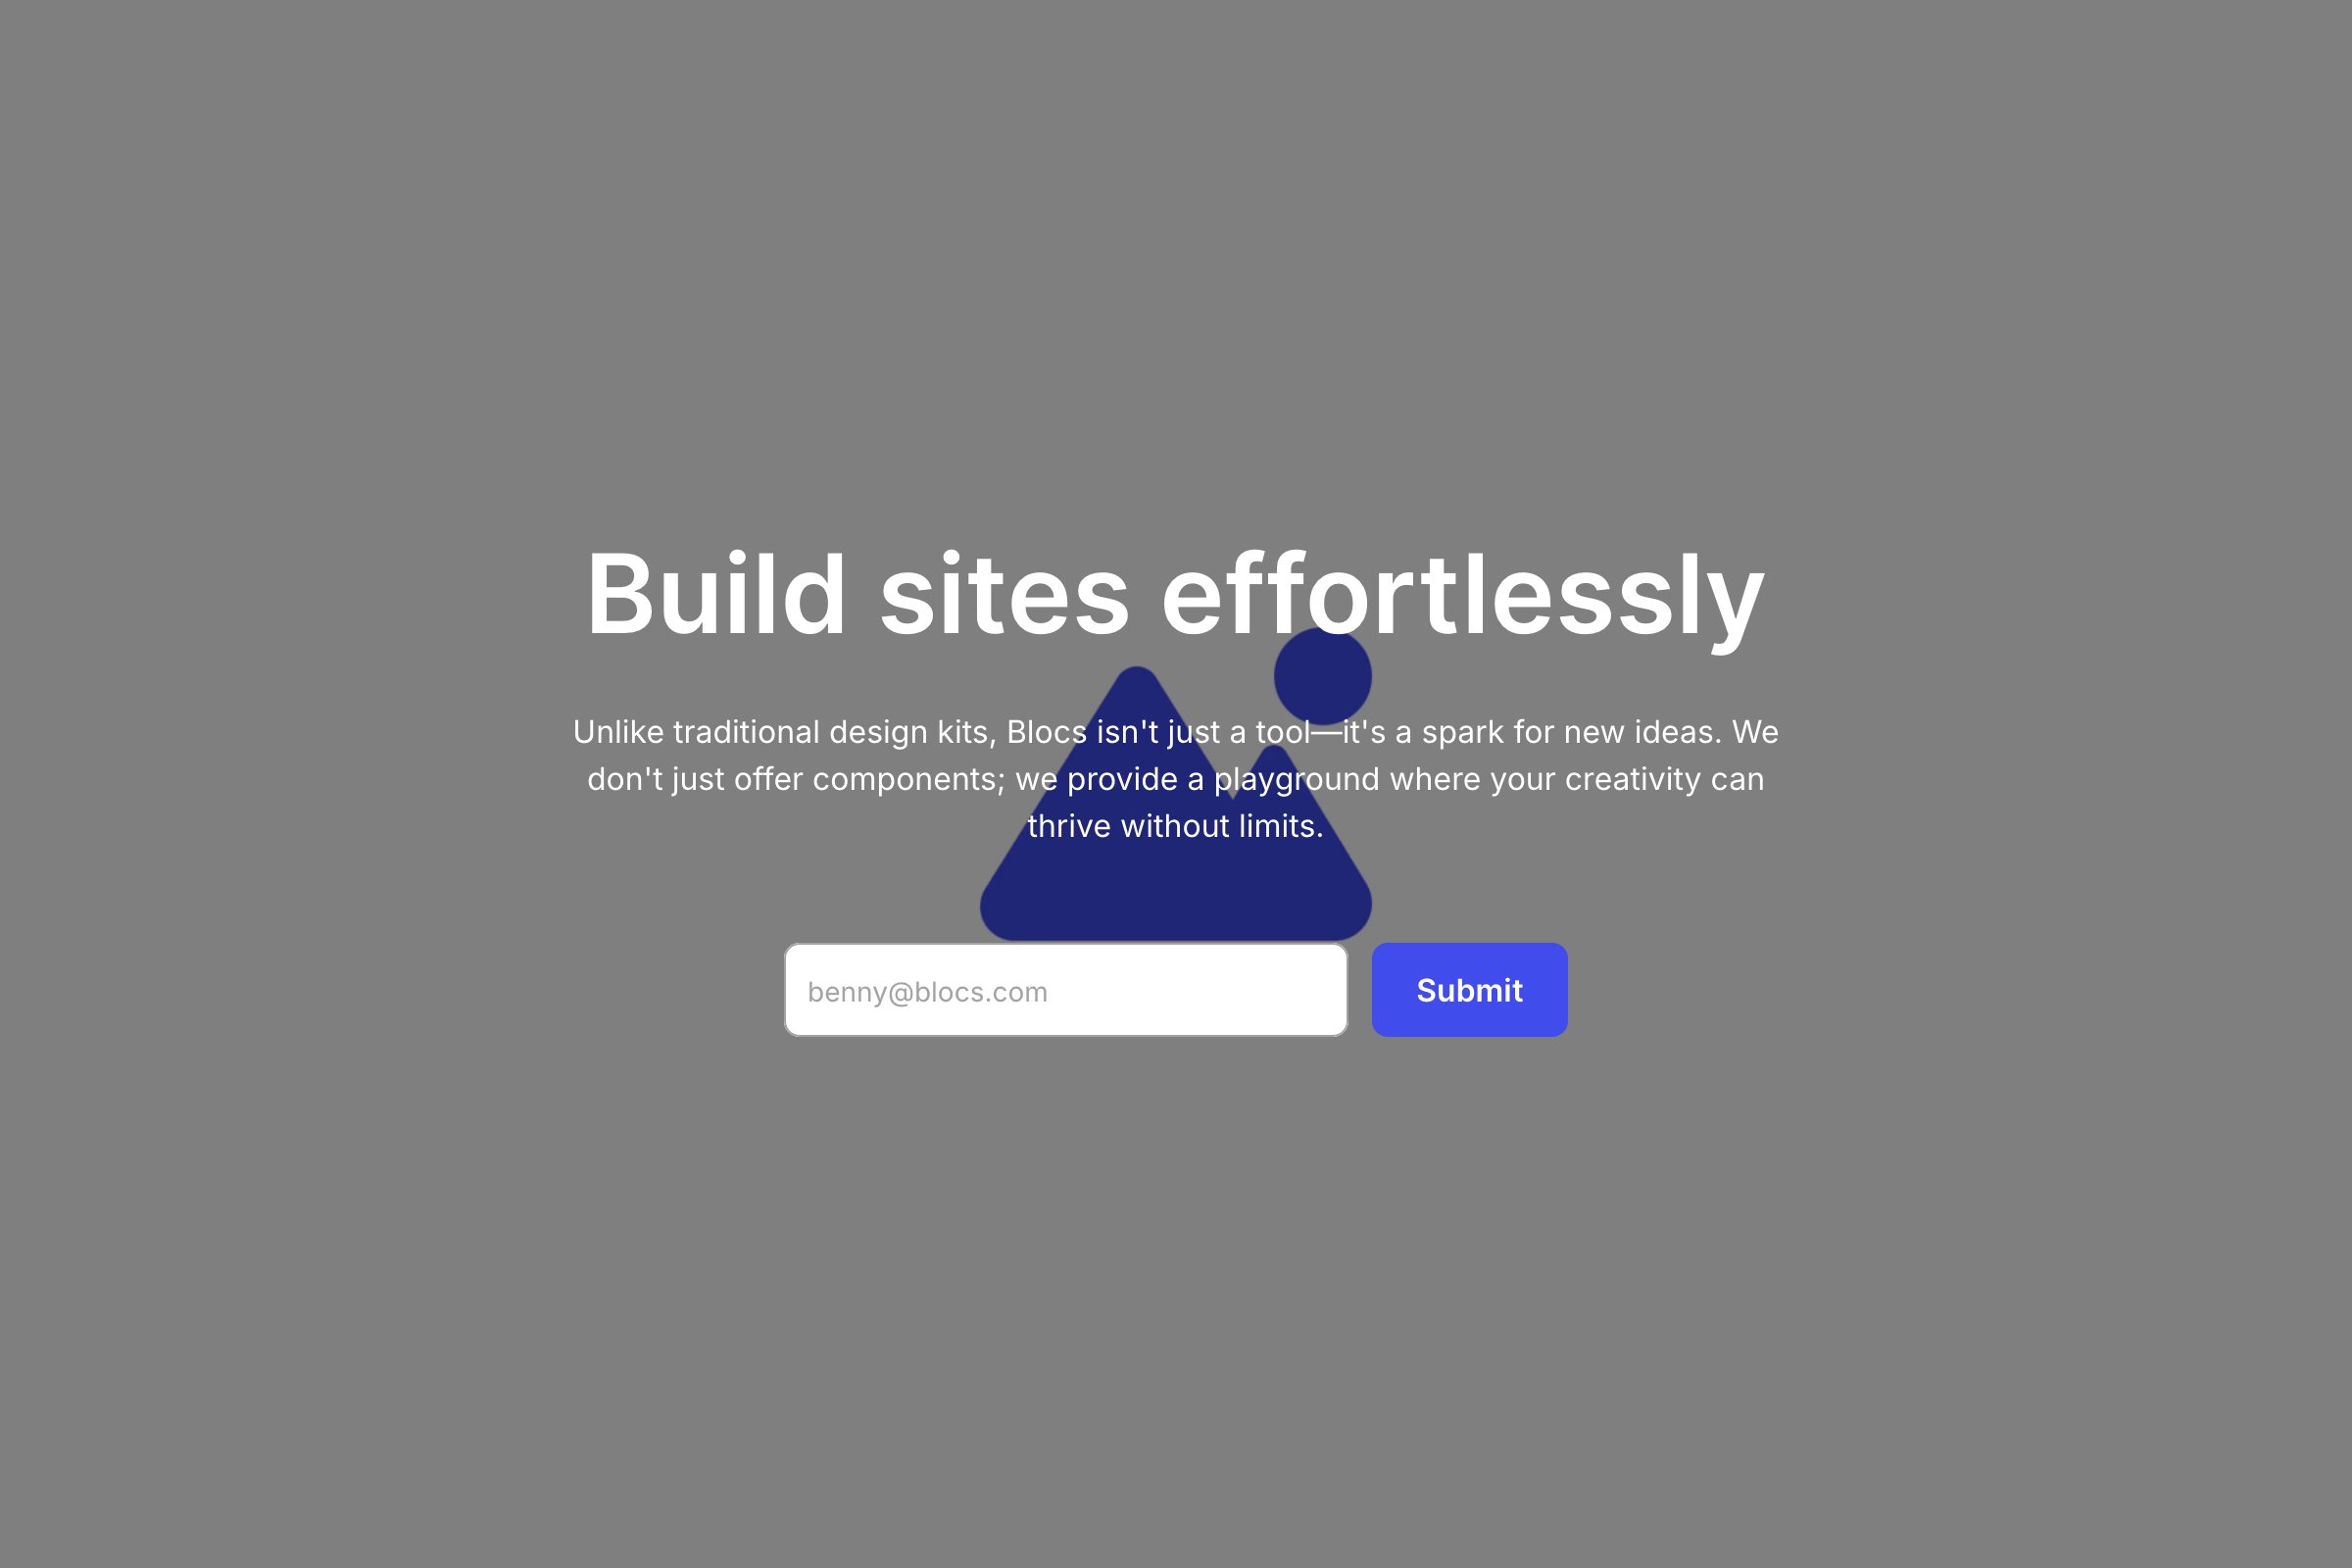 Build sites effortlessly
Unlike traditional design kits, Blocs isn't just a tool—it's a spark for new ideas. We
don't just offer components; we provide a playground where your creativity can
thrive without limits.
benny@blocs.com
Submit